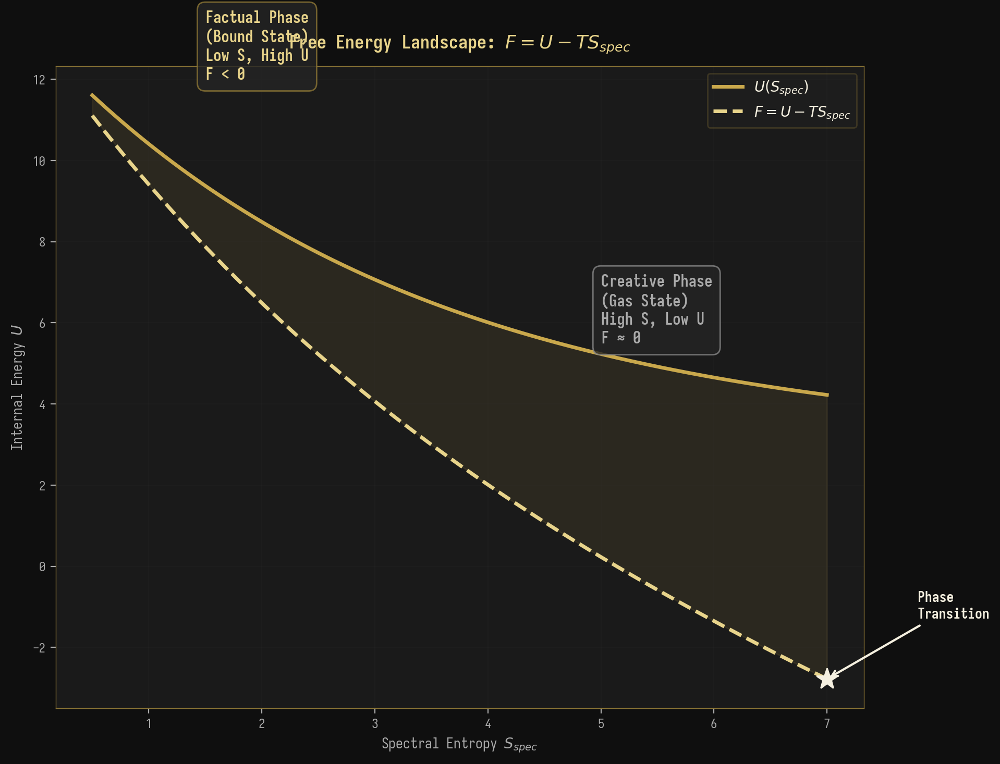 Factual Phase
(Bound State)
Low S, High U
F < 0
Free Energy Landscape: F = U − TS_spec
U(S_spec)
F = U − TS_spec
Creative Phase
(Gas State)
High S, Low U
F ≈ 0
Phase
Transition
Internal Energy U
12
10
8
6
4
2
0
−2
1 2 3 4 5 6 7
Spectral Entropy S_spec